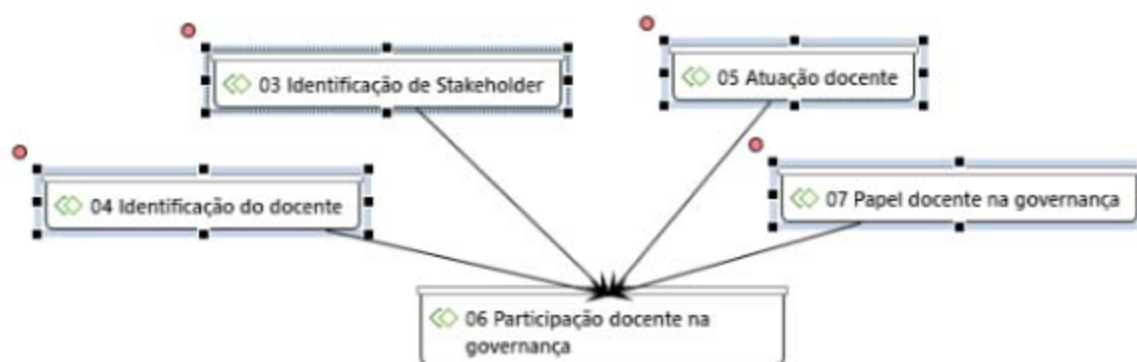 03 Identificação de Stakeholder
05 Atuação docente
04 Identificação do docente
07 Papel docente na governança
06 Participação docente na
governança